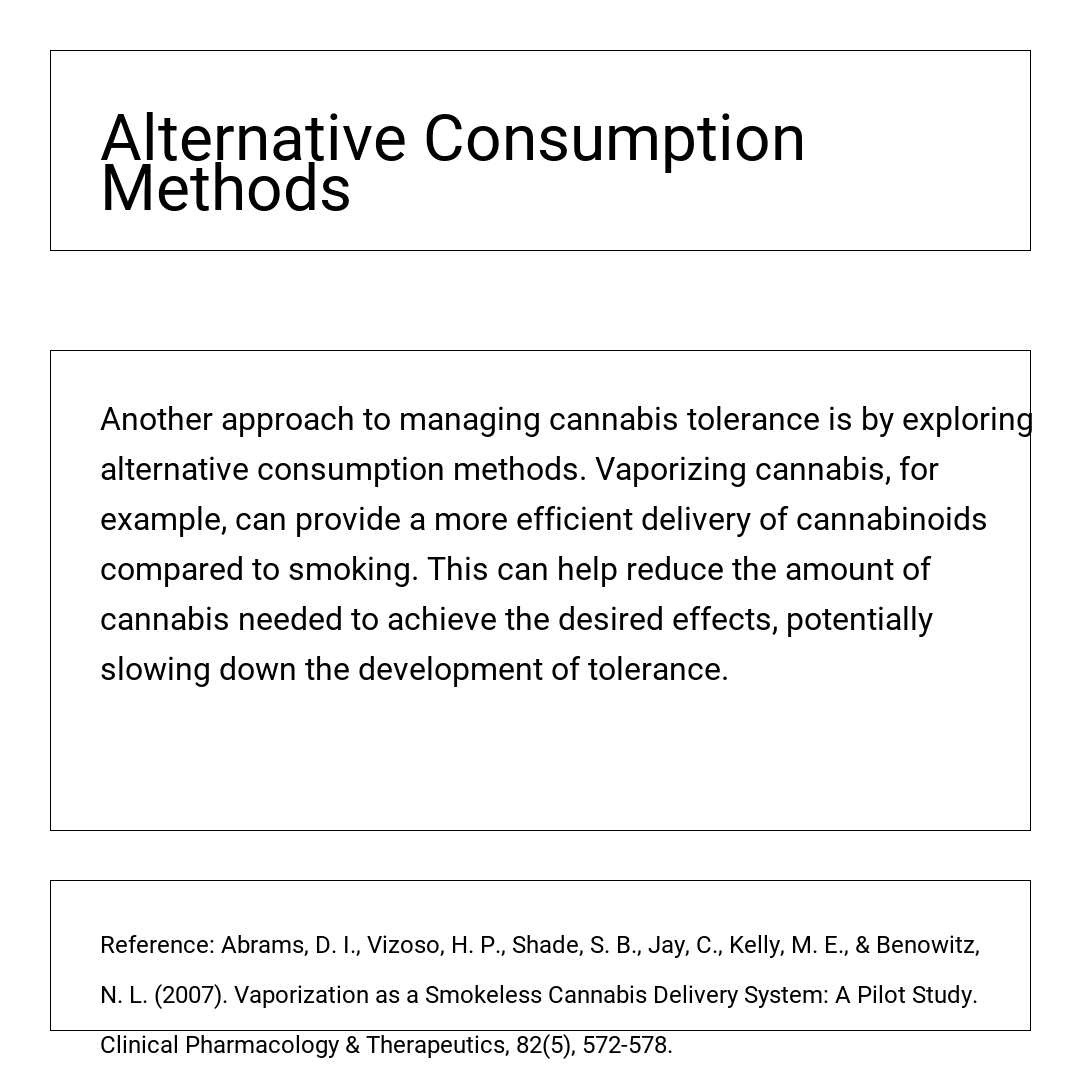 Alternative Consumption
Methods
Another approach to managing cannabis tolerance is by exploring
alternative consumption methods. Vaporizing cannabis, for
example, can provide a more efficient delivery of cannabinoids
compared to smoking. This can help reduce the amount of
cannabis needed to achieve the desired effects, potentially
slowing down the development of tolerance.
Reference: Abrams, D. I., Vizoso, H. P., Shade, S. B., Jay, C., Kelly, M. E., & Benowitz,
N. L. (2007). Vaporization as a Smokeless Cannabis Delivery System: A Pilot Study.
Clinical Pharmacology & Therapeutics, 82(5), 572-578.